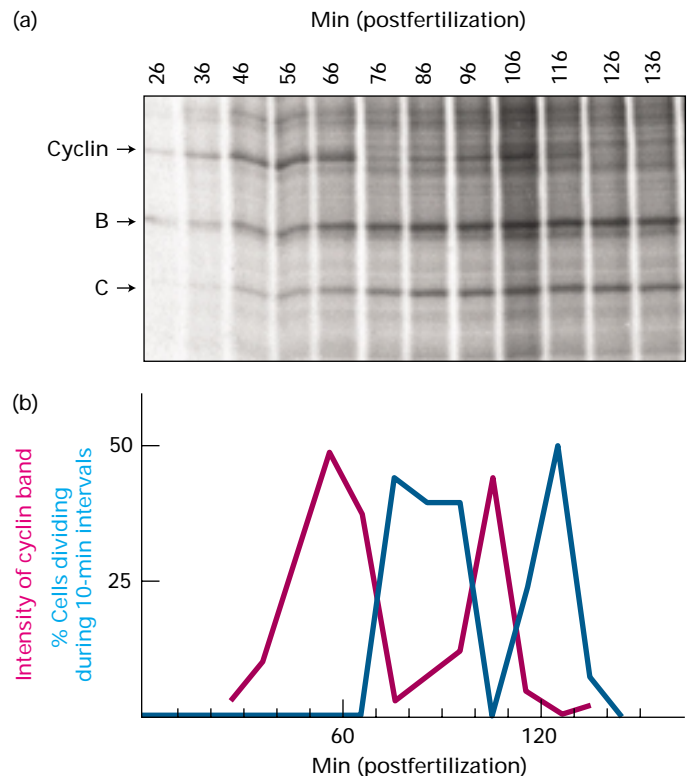 (a)
Min (postfertilization)
26 36 46 56 66 76 86 96 106 116 126 136
Cyclin →
B →
C →
(b)
Intensity of cyclin band
% Cells dividing
during 10-min intervals
50
25
60 120
Min (postfertilization)